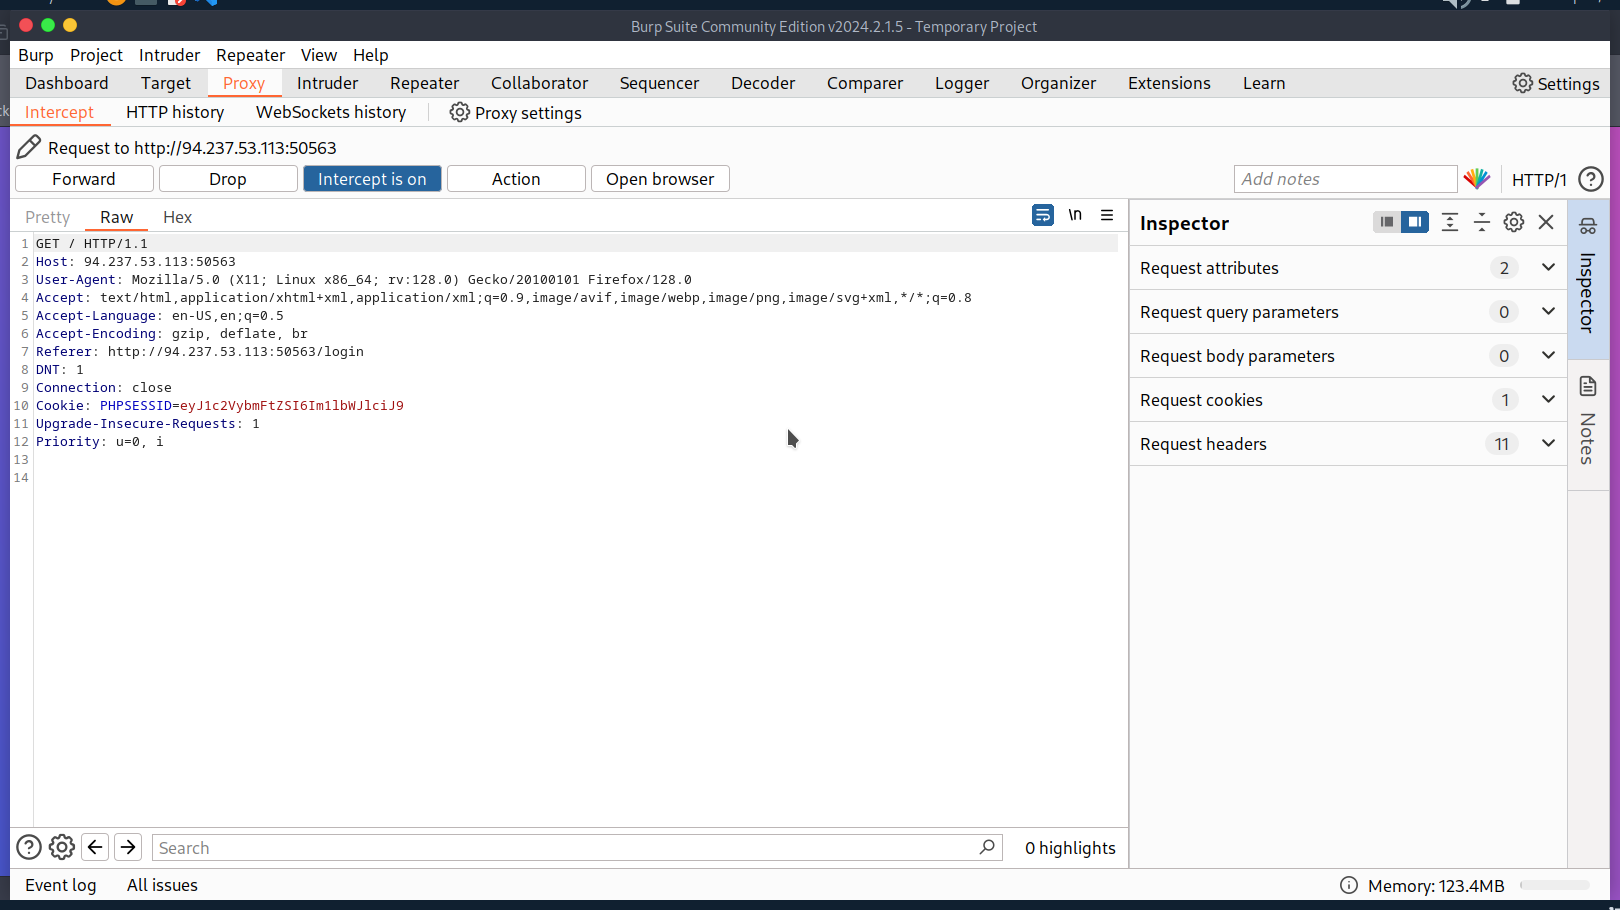 Burp Suite Community Edition v2024.2.1.5 - Temporary Project
Burp Project Intruder Repeater View Help
Dashboard Target Proxy Intruder Repeater Collaborator Sequencer Decoder Comparer Logger Organizer Extensions Learn Settings
Intercept HTTP history WebSockets history Proxy settings
Request to http://94.237.53.113:50563
Forward Drop Intercept is on Action Open browser Add notes HTTP/1 ?
Pretty Raw Hex \n
1 GET / HTTP/1.1
2 Host: 94.237.53.113:50563
3 User-Agent: Mozilla/5.0 (X11; Linux x86_64; rv:128.0) Gecko/20100101 Firefox/128.0
4 Accept: text/html,application/xhtml+xml,application/xml;q=0.9,image/avif,image/webp,image/png,image/svg+xml,*/*;q=0.8
5 Accept-Language: en-US,en;q=0.5
6 Accept-Encoding: gzip, deflate, br
7 Referer: http://94.237.53.113:50563/login
8 DNT: 1
9 Connection: close
10 Cookie: PHPSESSID=eyJ1c2VybmFtZSI6Im1lbWJlciJ9
11 Upgrade-Insecure-Requests: 1
12 Priority: u=0, i
13
14
Inspector
Request attributes 2
Request query parameters 0
Request body parameters 0
Request cookies 1
Request headers 11
Inspector
Notes
? Search 0 highlights
Event log All issues Memory: 123.4MB